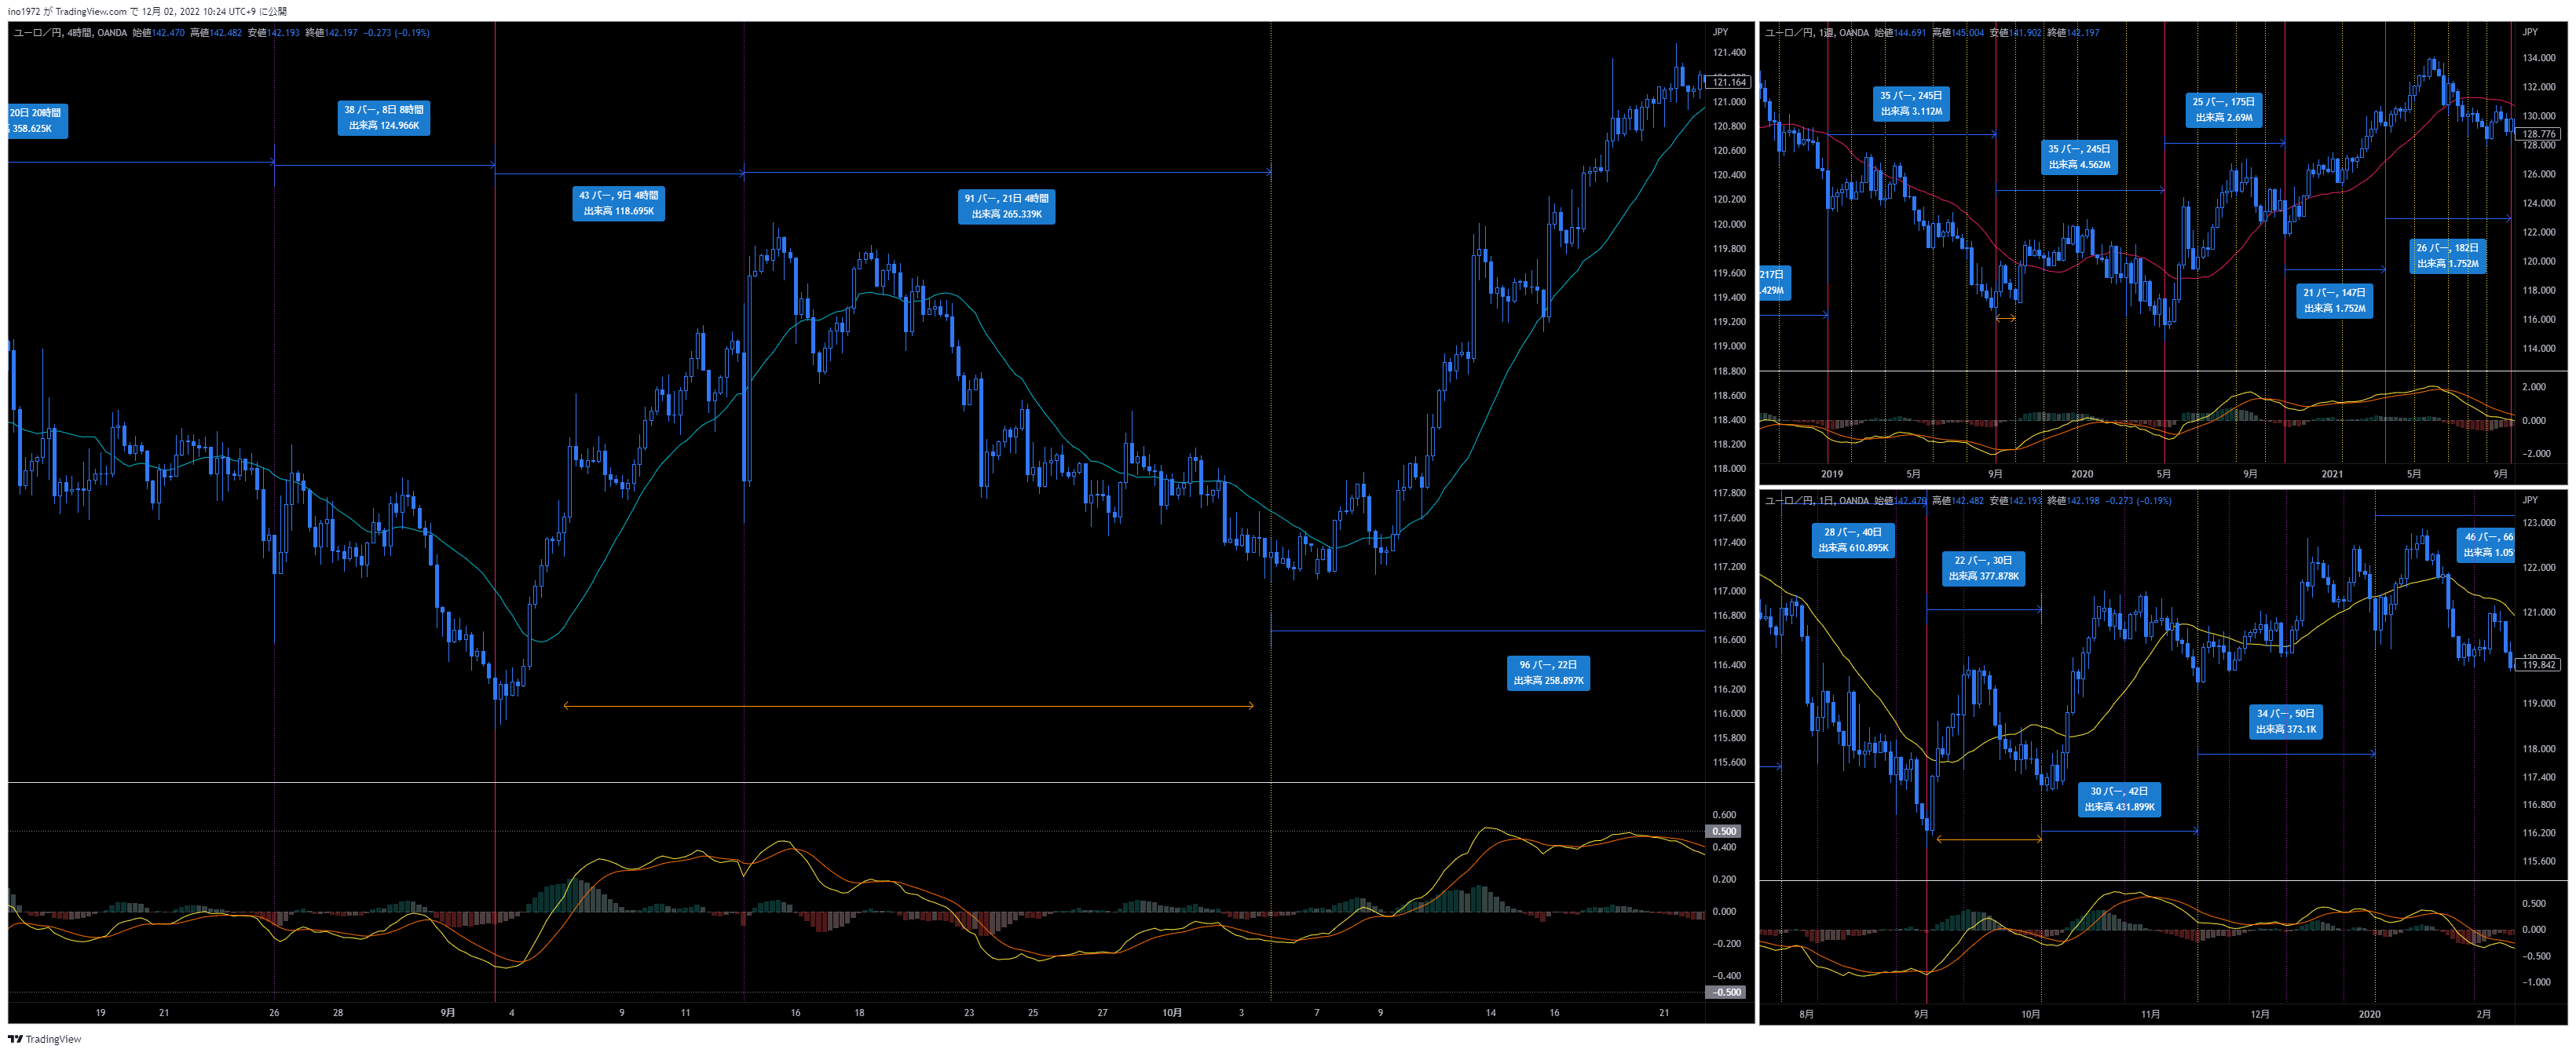 ino1972 が TradingView.com で 12月 02, 2022 10:24 UTC+9 に公開
ユーロ／円, 4時間, OANDA 始値142.470 高値142.482 安値142.193 終値142.197 −0.273 (−0.19%)
JPY
20日 20時間
358.625K
38 バー, 8日 8時間
出来高 124.966K
43 バー, 9日 4時間
出来高 118.695K
91 バー, 21日 4時間
出来高 265.339K
96 バー, 22日
出来高 258.897K
121.400
121.164
121.000
120.800
120.600
120.400
120.200
120.000
119.800
119.600
119.400
119.200
119.000
118.800
118.600
118.400
118.200
118.000
117.800
117.600
117.400
117.200
117.000
116.800
116.600
116.400
116.200
116.000
115.800
115.600
0.600
0.500
0.400
0.200
0.000
−0.200
−0.400
−0.500
19 21 26 28 9月 4 9 11 16 18 23 25 27 10月 3 7 9 14 16 21
ユーロ／円, 1週, OANDA 始値144.691 高値145.004 安値141.902 終値142.197
JPY
217日
.429M
35 バー, 245日
出来高 3.112M
35 バー, 245日
出来高 4.562M
25 バー, 175日
出来高 2.69M
21 バー, 147日
出来高 1.752M
26 バー, 182日
出来高 1.752M
134.000
132.000
130.000
128.776
128.000
126.000
124.000
122.000
120.000
118.000
116.000
114.000
2.000
0.000
−2.000
2019 5月 9月 2020 5月 9月 2021 5月 9月
ユーロ／円, 1日, OANDA 始値142.470 高値142.482 安値142.193 終値142.198 −0.273 (−0.19%)
JPY
28 バー, 40日
出来高 610.895K
22 バー, 30日
出来高 377.878K
30 バー, 42日
出来高 431.899K
34 バー, 50日
出来高 373.1K
46 バー, 66
出来高 1.05
123.000
122.000
121.000
120.000
119.842
119.000
118.000
117.400
116.800
116.200
115.600
0.500
0.000
−0.500
−1.000
8月 9月 10月 11月 12月 2020 2月
TradingView